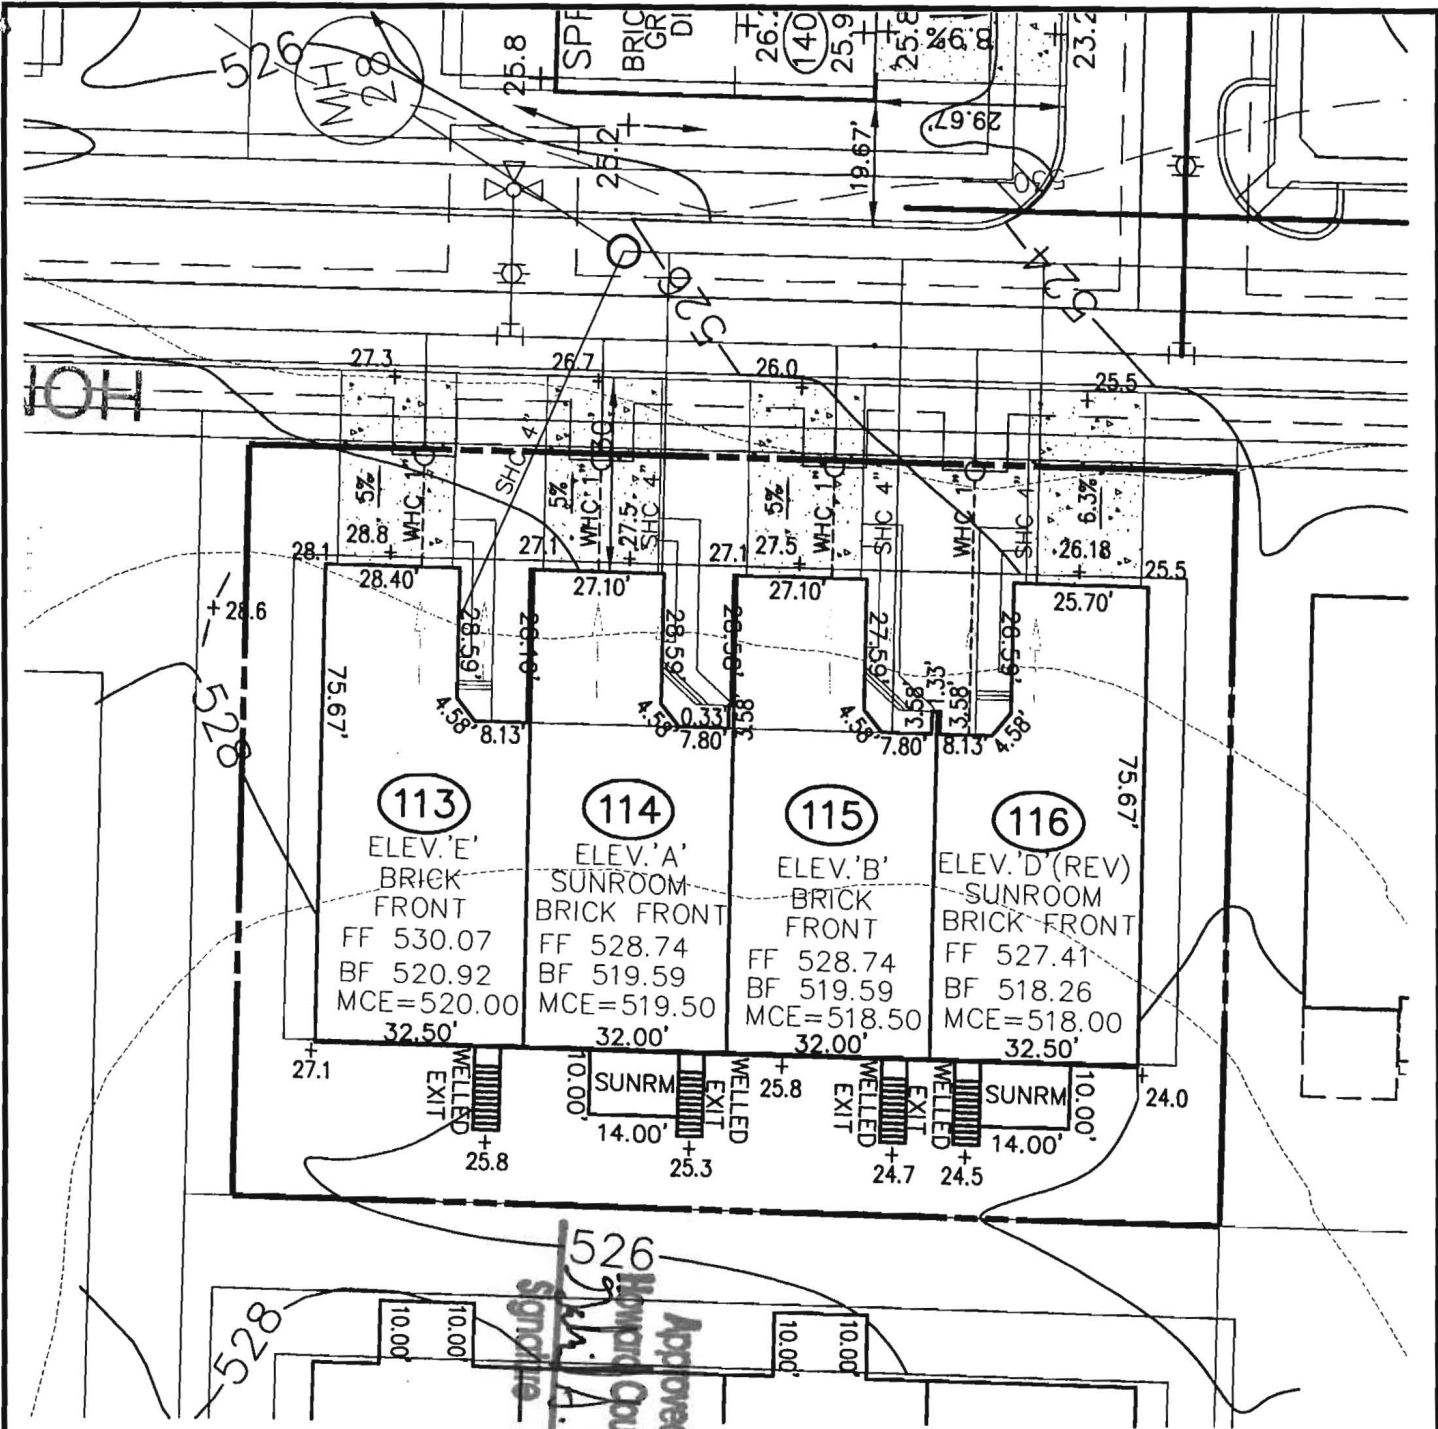 526
MH
28
25.8
SPF
BRIC
GR
DI
26.2
140
25.9
25.8
8.9%
23.2
25.2
19.67'
29.67'
526
525
HOH
27.3
26.7
26.0
25.5
SHC 4"
30'
5%
WHC 1"
28.8
5%
WHC 1"
27.5
SHC 4"
5%
27.5
WHC 1"
SHC 4"
WHC 1"
SHC 4"
6.3%
26.18
28.1
27.1
27.1
25.5
28.40'
27.10'
27.10'
25.70'
28.6
528
75.67'
28.59'
26.16'
28.59'
28.58'
27.59'
1.33'
26.59'
4.58'
8.13'
4.58'
0.33'
7.80'
3.58'
4.58'
3.58'
7.80'
3.58'
8.13'
4.58'
75.67'
113
ELEV.'E'
BRICK
FRONT
FF 530.07
BF 520.92
MCE=520.00
32.50'
114
ELEV.'A'
SUNROOM
BRICK FRONT
FF 528.74
BF 519.59
MCE=519.50
32.00'
115
ELEV.'B'
BRICK
FRONT
FF 528.74
BF 519.59
MCE=518.50
32.00'
116
ELEV.'D'(REV)
SUNROOM
BRICK FRONT
FF 527.41
BF 518.26
MCE=518.00
32.50'
27.1
WELLED
EXIT
25.8
10.00'
SUNRM
14.00'
WELLED
EXIT
25.3
25.8
WELLED
EXIT
24.7
WELLED
EXIT
24.5
SUNRM
10.00'
14.00'
24.0
526
528
10.00'
10.00'
10.00'
10.00'
Approved
Howard Cou
Signature